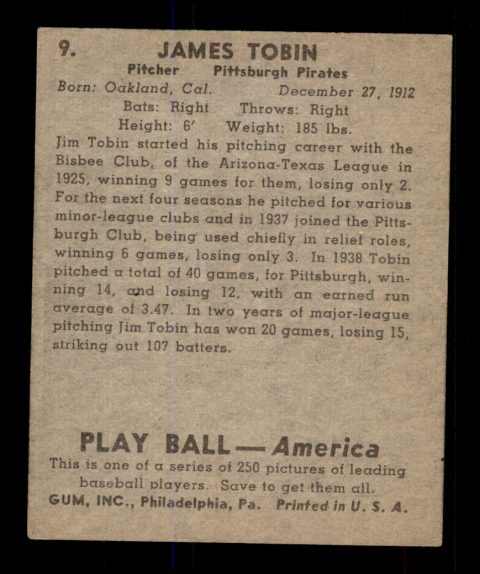 9. JAMES TOBIN
Pitcher Pittsburgh Pirates
Born: Oakland, Cal. December 27, 1912
Bats: Right Throws: Right
Height: 6' Weight: 185 lbs.
Jim Tobin started his pitching career with the
Bisbee Club, of the Arizona-Texas League in
1925, winning 9 games for them, losing only 2.
For the next four seasons he pitched for various
minor-league clubs and in 1937 joined the Pitts-
burgh Club, being used chiefly in relief roles,
winning 6 games, losing only 3. In 1938 Tobin
pitched a total of 40 games, for Pittsburgh, win-
ning 14, and losing 12, with an earned run
average of 3.47. In two years of major-league
pitching Jim Tobin has won 20 games, losing 15,
striking out 107 batters.
PLAY BALL—America
This is one of a series of 250 pictures of leading
baseball players. Save to get them all.
GUM, INC., Philadelphia, Pa. Printed in U. S. A.